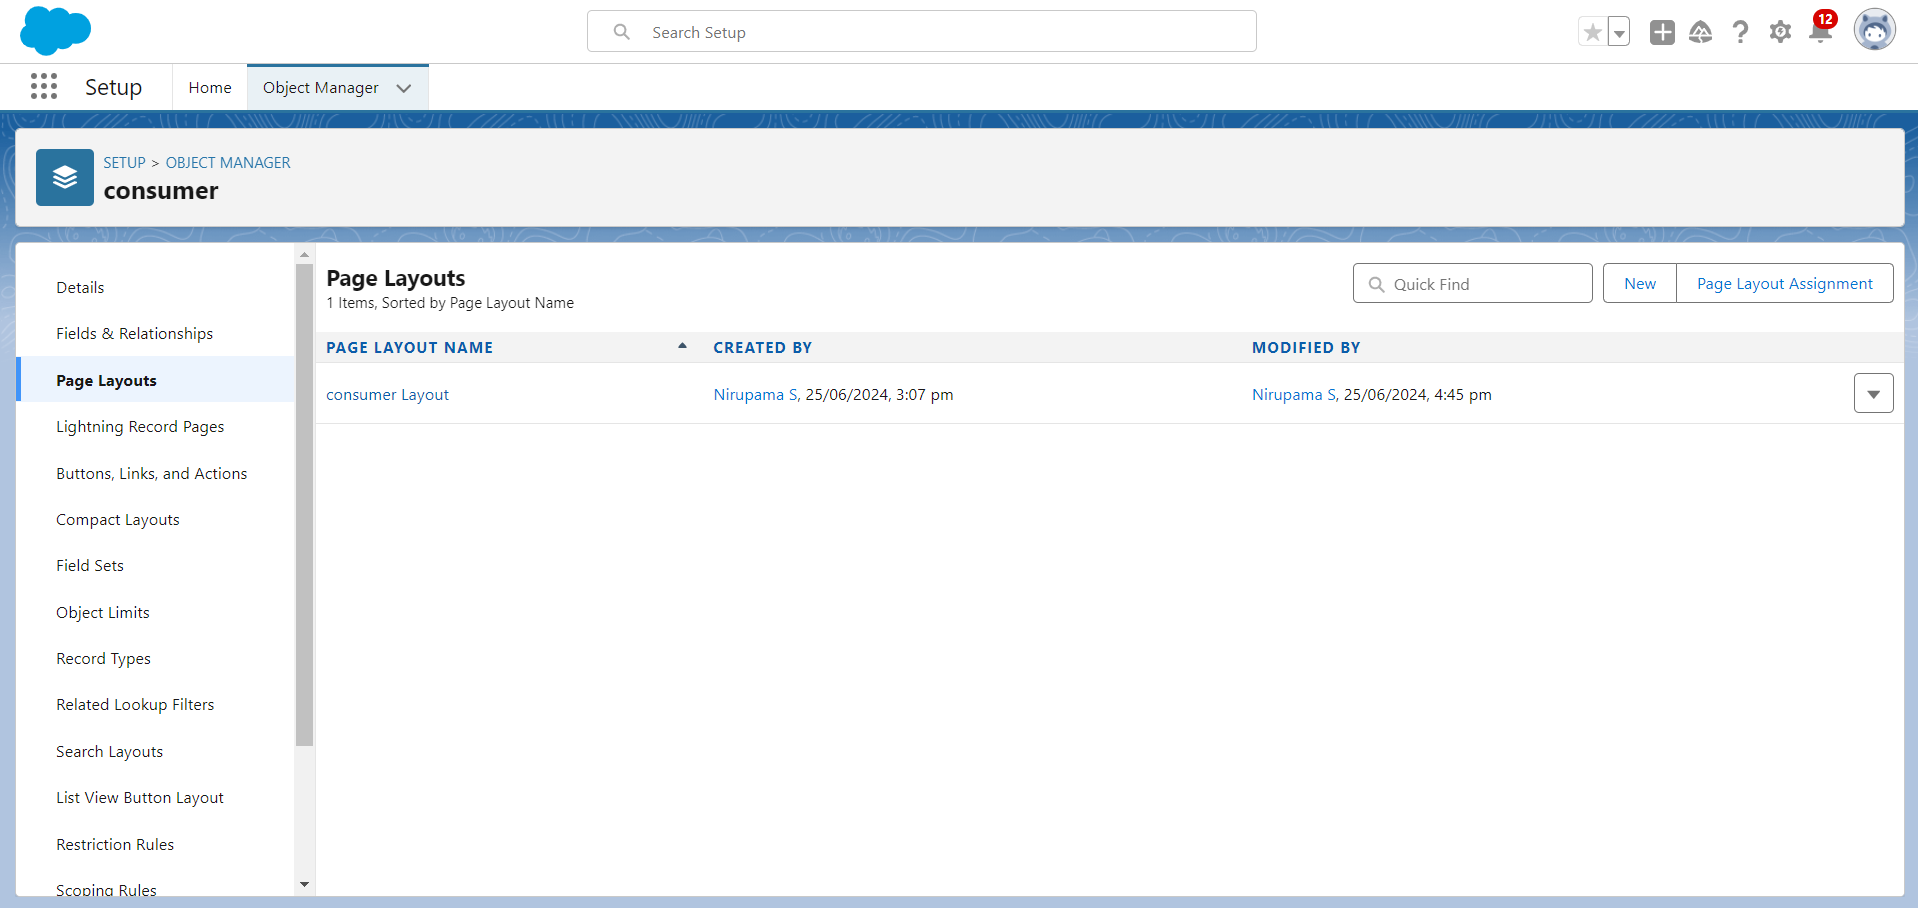 Search Setup
12
Setup
Home
Object Manager
SETUP > OBJECT MANAGER
consumer
Details
Fields & Relationships
Page Layouts
Lightning Record Pages
Buttons, Links, and Actions
Compact Layouts
Field Sets
Object Limits
Record Types
Related Lookup Filters
Search Layouts
List View Button Layout
Restriction Rules
Scoping Rules
Page Layouts
1 Items, Sorted by Page Layout Name
Quick Find
New
Page Layout Assignment
PAGE LAYOUT NAME CREATED BY MODIFIED BY
consumer Layout Nirupama S, 25/06/2024, 3:07 pm Nirupama S, 25/06/2024, 4:45 pm